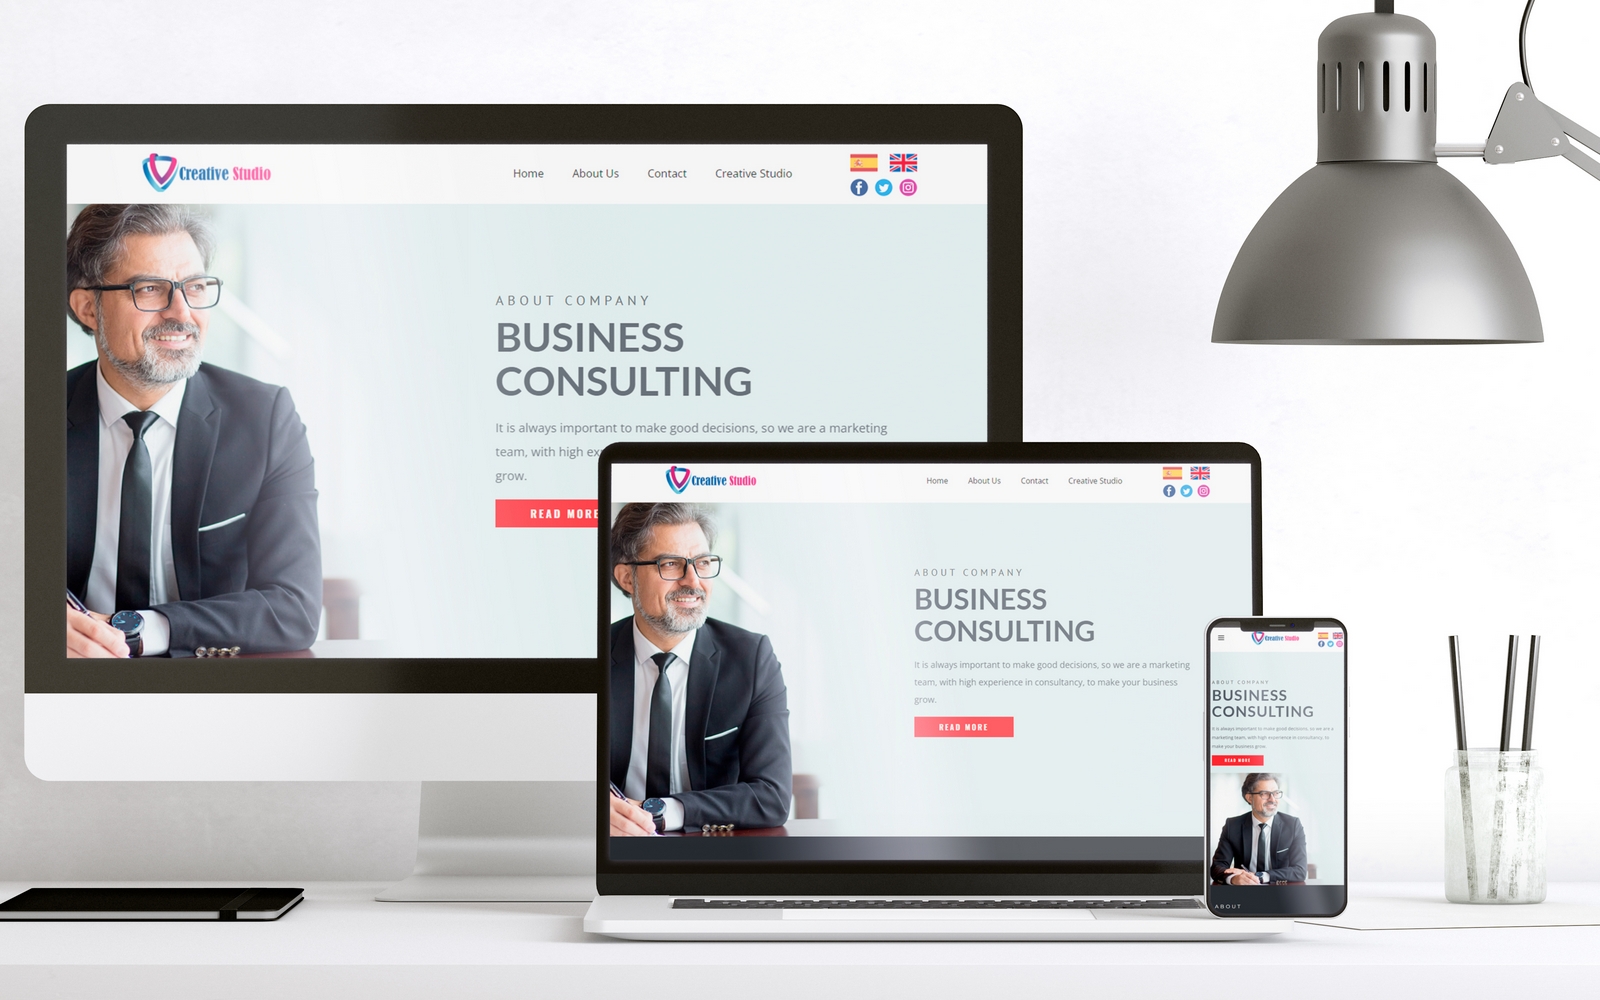 Creative Studio
Home About Us Contact Creative Studio
ABOUT COMPANY
BUSINESS
CONSULTING
It is always important to make good decisions, so we are a marketing
team, with high ex
grow.
READ MORE
Creative Studio
Home About Us Contact Creative Studio
ABOUT COMPANY
BUSINESS
CONSULTING
It is always important to make good decisions, so we are a marketing
team, with high experience in consultancy, to make your business
grow.
READ MORE
Creative Studio
ABOUT COMPANY
BUSINESS
CONSULTING
It is always important to make good decisions, so we are a
marketing team, with high experience in consultancy, to
make your business grow.
READ MORE
ABOUT